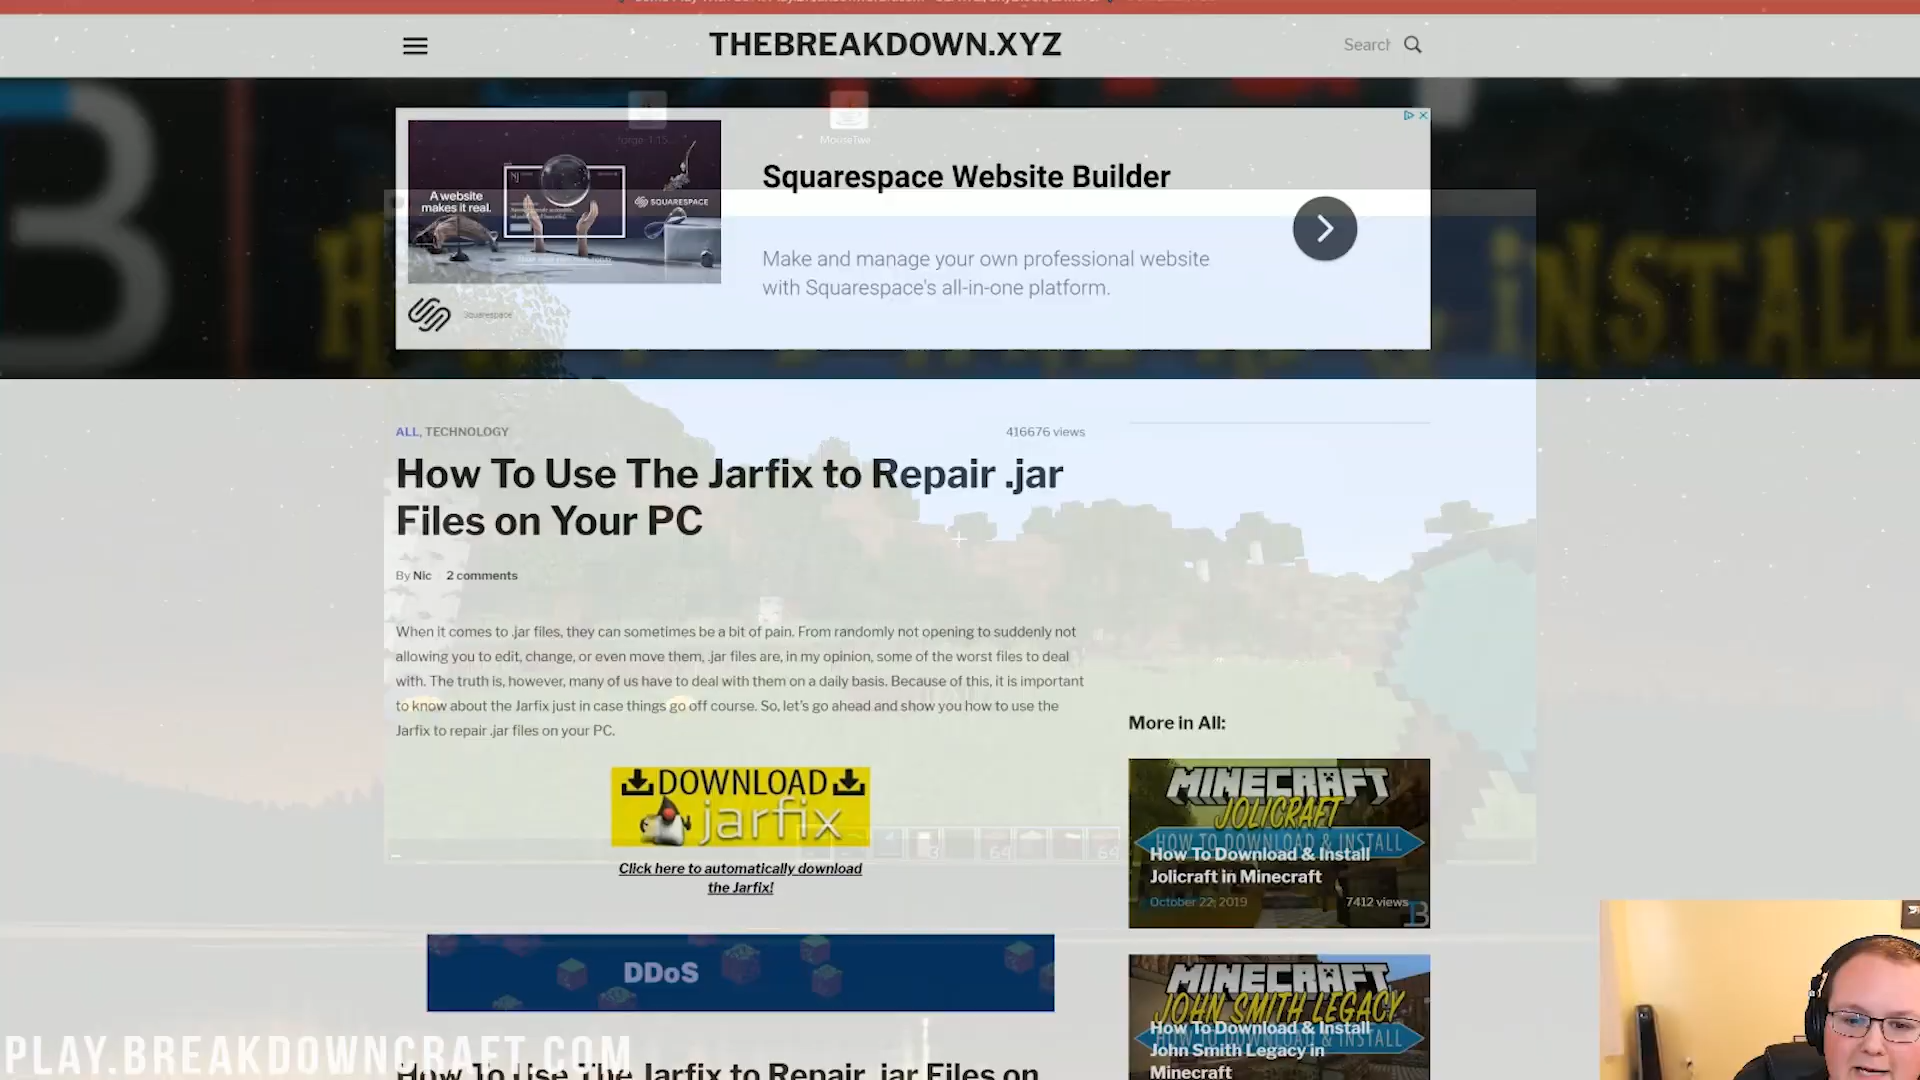 THEBREAKDOWN.XYZ
Search
MouseTwe
A website
makes it real.
SQUARESPACE
Squarespace Website Builder
Make and manage your own professional website
with Squarespace's all-in-one platform.
Squarespace
INSTALL
ALL, TECHNOLOGY
416676 views
How To Use The Jarfix to Repair .jar
Files on Your PC
By Nic 2 comments
When it comes to .jar files, they can sometimes be a bit of pain. From randomly not opening to suddenly not
allowing you to edit, change, or even move them, .jar files are, in my opinion, some of the worst files to deal
with. The truth is, however, many of us have to deal with them on a daily basis. Because of this, it is important
to know about the Jarfix just in case things go off course. So, let's go ahead and show you how to use the
Jarfix to repair .jar files on your PC.
DOWNLOAD
jarfix
Click here to automatically download
the Jarfix!
3
64
64
DDoS
How To Use The Jarfix to Repair .jar Files on
More in All:
MINECRAFT
JOLICRAFT
HOW TO DOWNLOAD & INSTALL
How To Download & Install
Jolicraft in Minecraft
October 22, 2019
7412 views
MINECRAFT
JOHN SMITH LEGACY
HOW TO DOWNLOAD & INSTALL
How To Download & Install
John Smith Legacy in
Minecraft
PLAY.BREAKDOWNCRAFT.COM